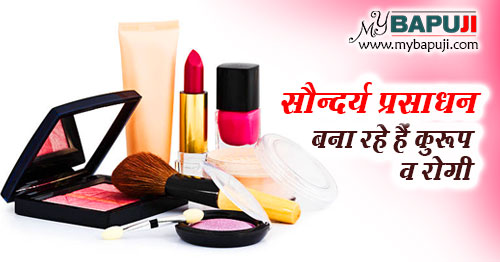 MY BAPUJI
www.mybapuji.com
सौन्दर्य प्रसाधन
बना रहे हैं कुरूप
व रोगी